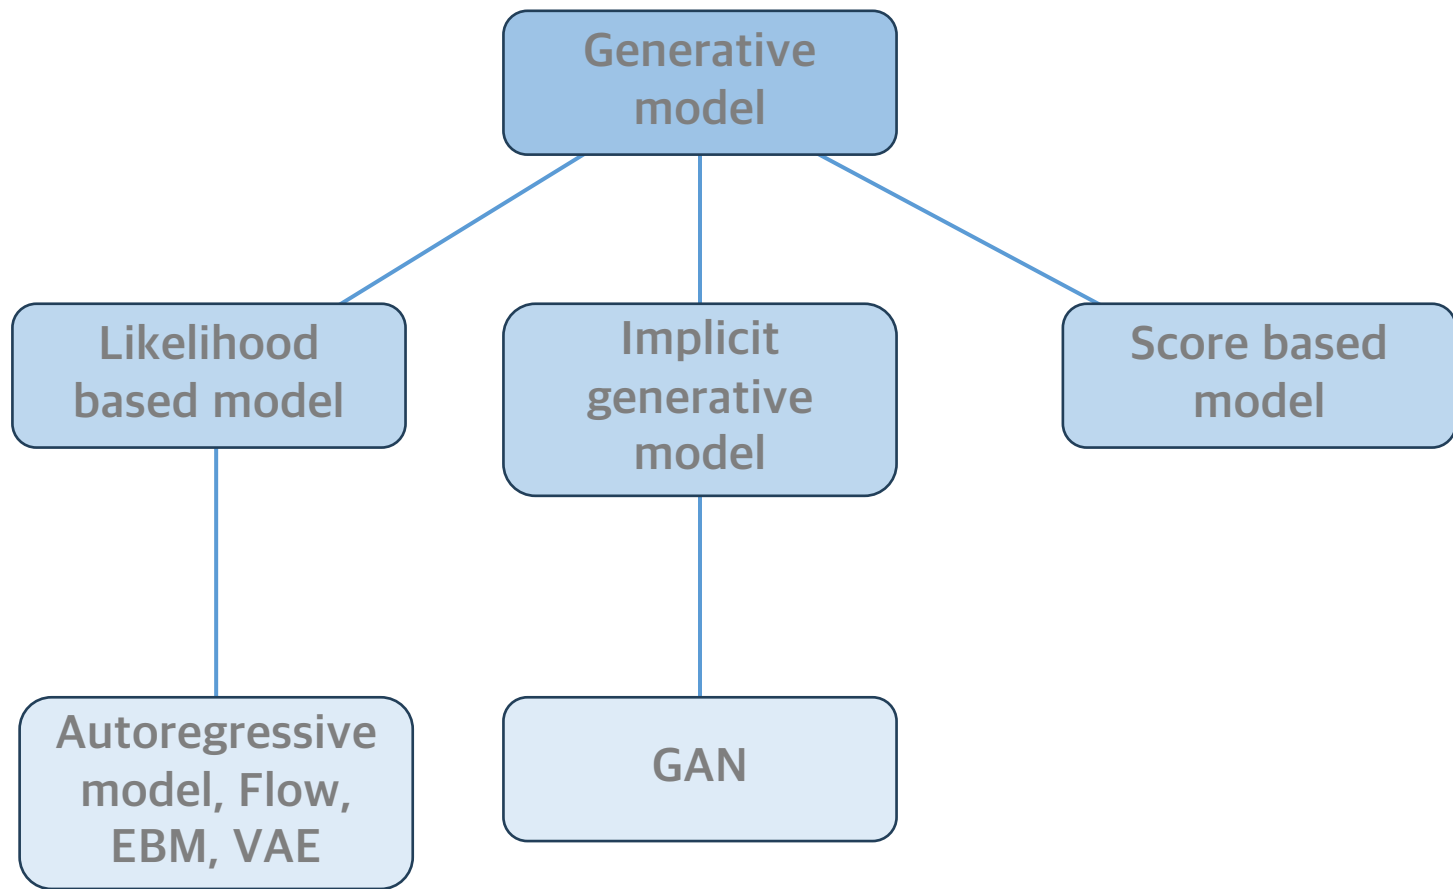 Generative
model
Likelihood
based model
Implicit
generative
model
Score based
model
Autoregressive
model, Flow,
EBM, VAE
GAN